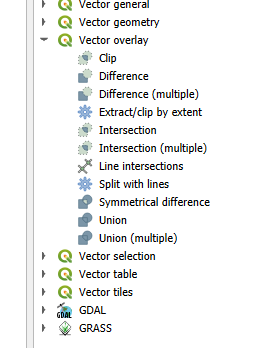 Vector general
Vector geometry
Vector overlay
Clip
Difference
Difference (multiple)
Extract/clip by extent
Intersection
Intersection (multiple)
Line intersections
Split with lines
Symmetrical difference
Union
Union (multiple)
Vector selection
Vector table
Vector tiles
GDAL GDAL
GRASS